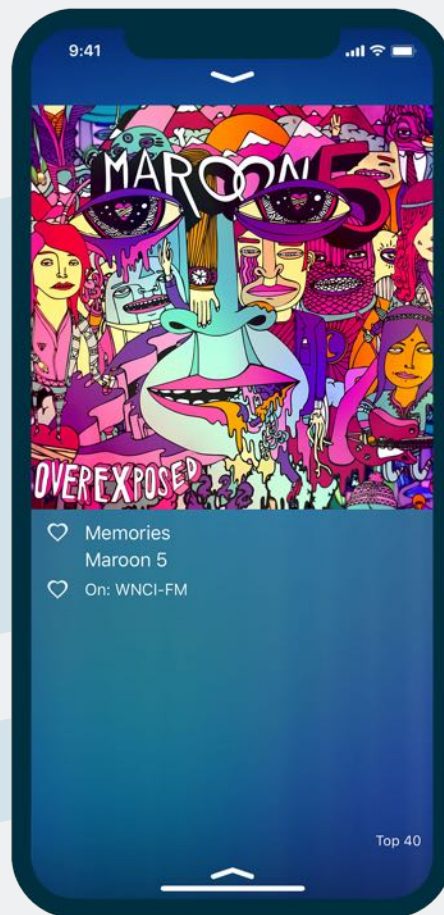 9:41
MAROON 5
OVEREXPOSED
Memories
Maroon 5
On: WNCI-FM
Top 40